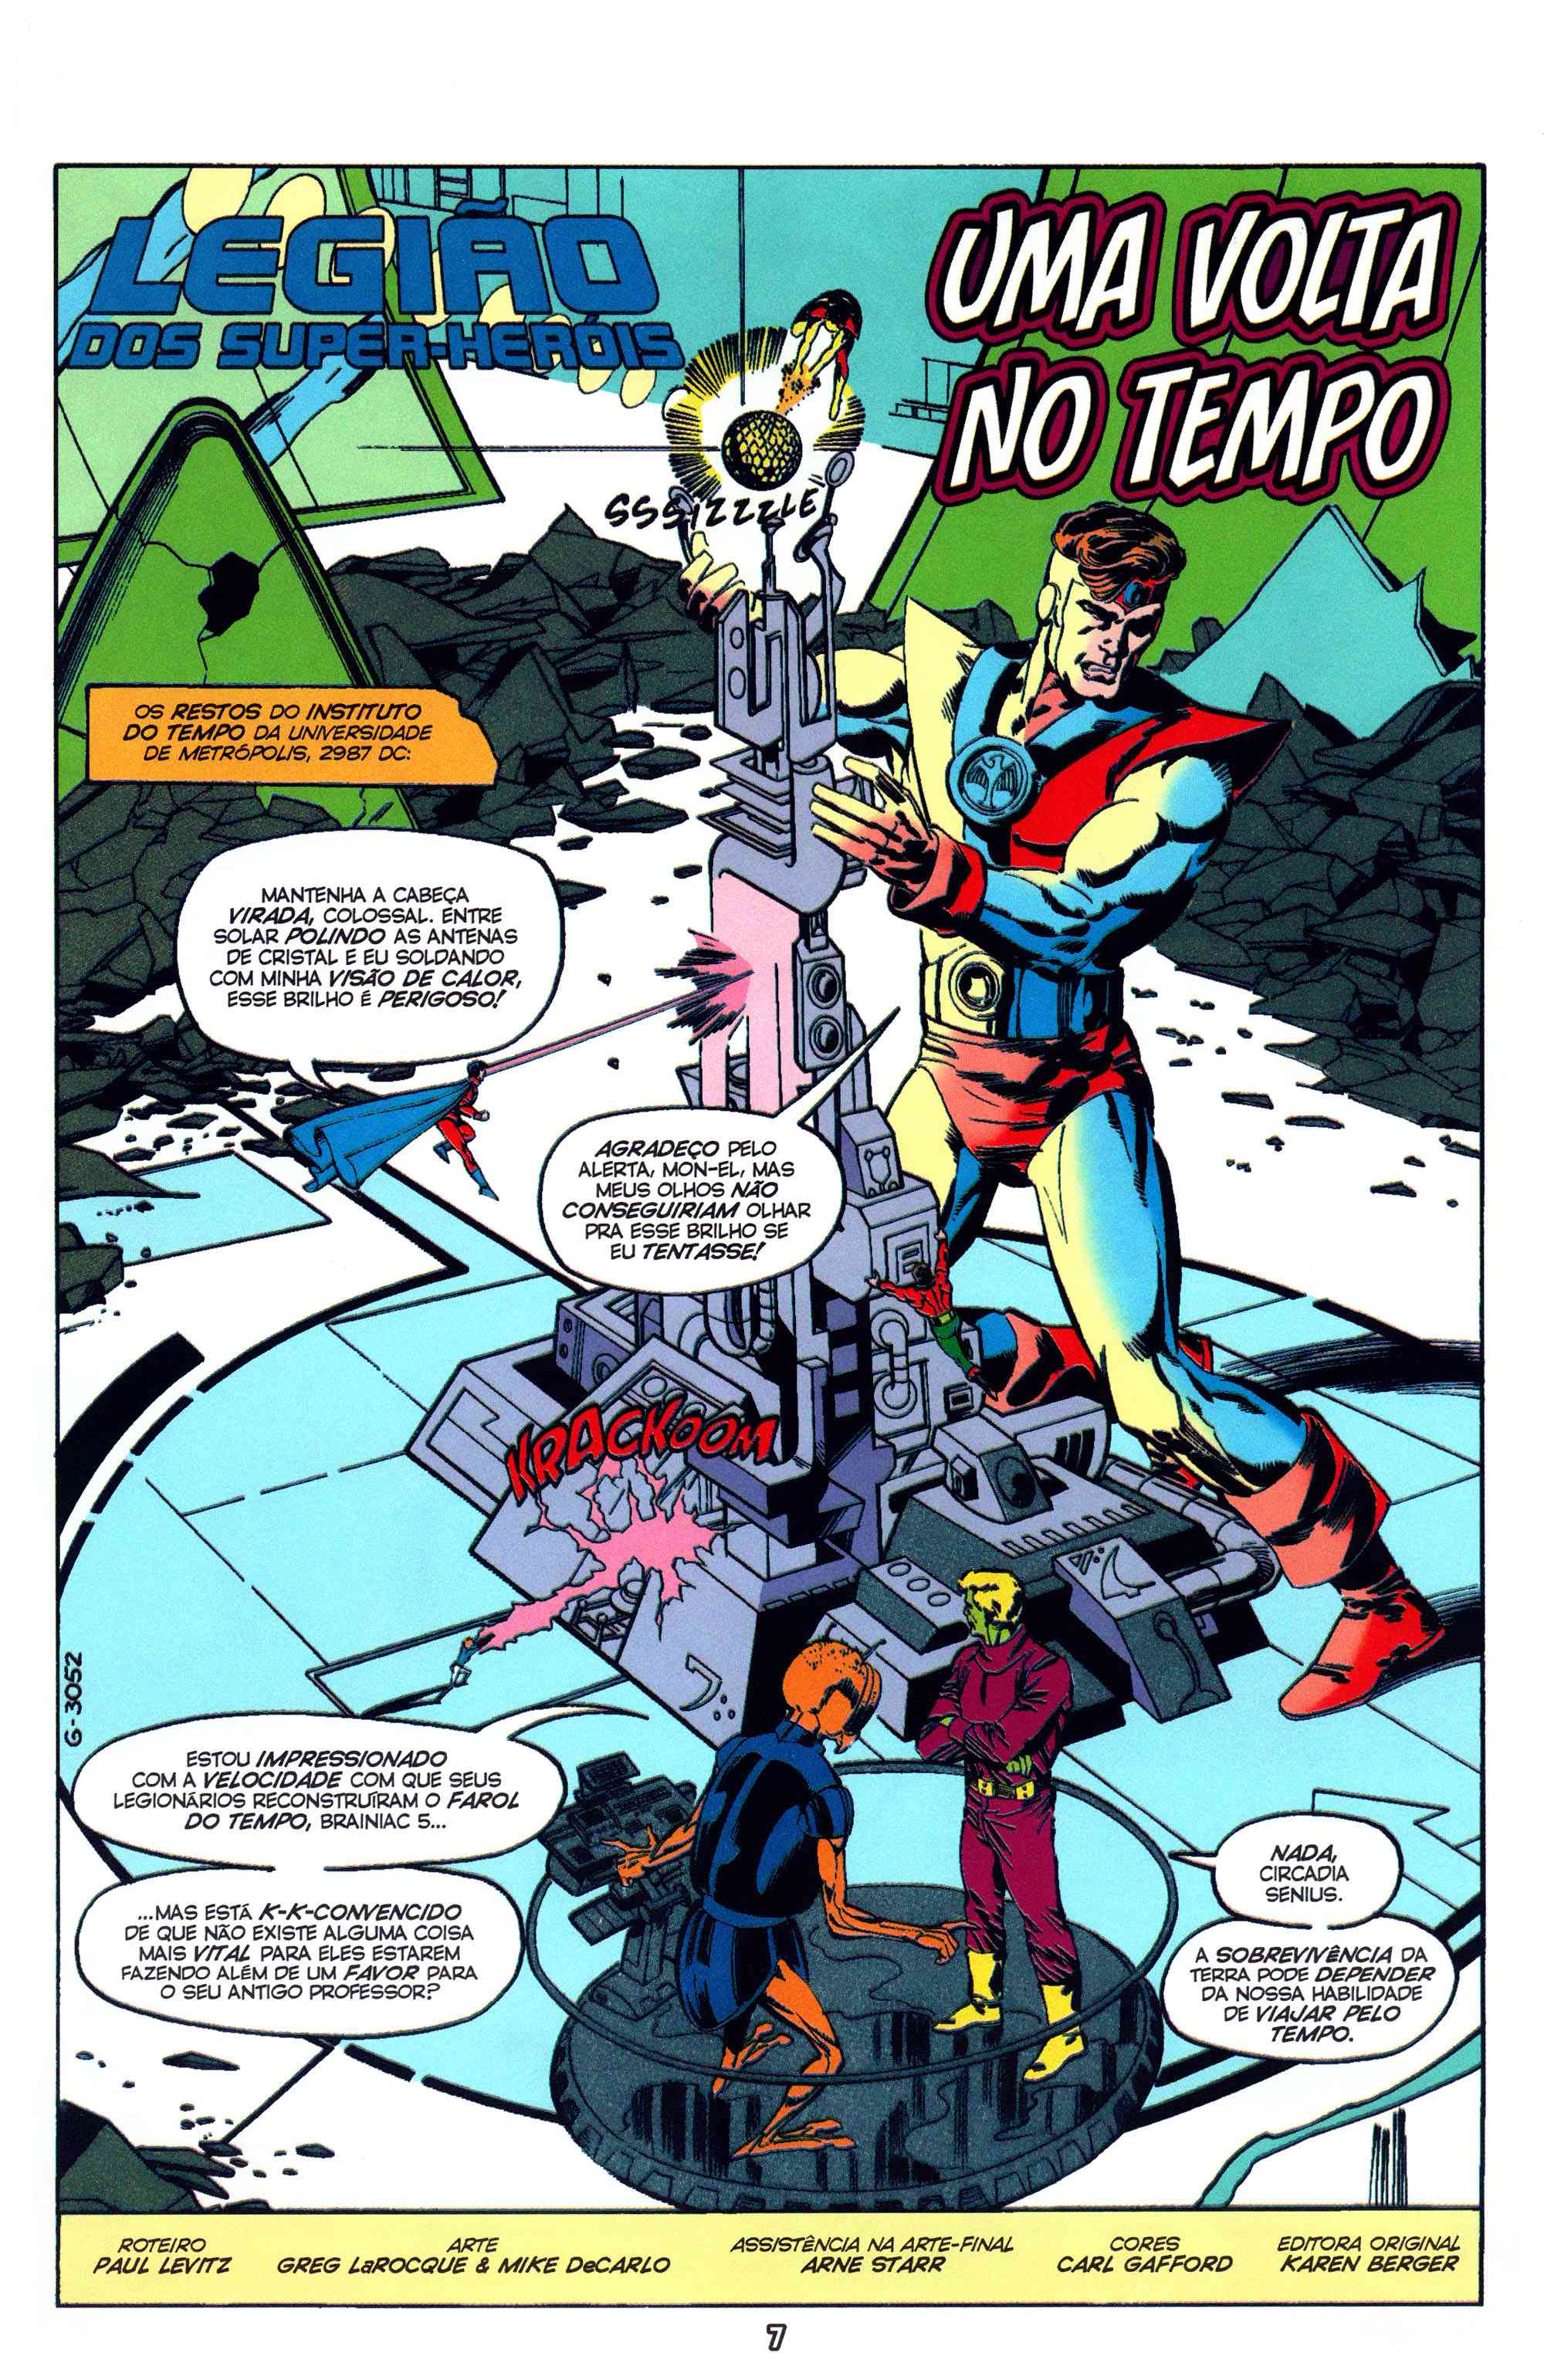 LEGIÃO
DOS SUPER-HERÓIS
UMA VOLTA
NO TEMPO
SSSIZZZLE
OS RESTOS DO INSTITUTO
DO TEMPO DA UNIVERSIDADE
DE METRÓPOLIS, 2987 DC:
MANTENHA A CABEÇA
VIRADA, COLOSSAL. ENTRE
SOLAR POLINDO AS ANTENAS
DE CRISTAL E EU SOLDANDO
COM MINHA VISÃO DE CALOR,
ESSE BRILHO É PERIGOSO!
AGRADEÇO PELO
ALERTA, MON-EL, MAS
MEUS OLHOS NÃO
CONSEGUIRIAM OLHAR
PRA ESSE BRILHO SE
EU TENTASSE!
KRACKOOM
G-3052
ESTOU IMPRESSIONADO
COM A VELOCIDADE COM QUE SEUS
LEGIONÁRIOS RECONSTRUÍRAM O FAROL
DO TEMPO, BRAINIAC 5...
...MAS ESTÁ K-K-CONVENCIDO
DE QUE NÃO EXISTE ALGUMA COISA
MAIS VITAL PARA ELES ESTAREM
FAZENDO ALÉM DE UM FAVOR PARA
O SEU ANTIGO PROFESSOR?
NADA,
CIRCADIA
SENIUS.
A SOBREVIVÊNCIA DA
TERRA PODE DEPENDER
DA NOSSA HABILIDADE
DE VIAJAR PELO
TEMPO.
ROTEIRO
PAUL LEVITZ
ARTE
GREG LaROCQUE & MIKE DeCARLO
ASSISTÊNCIA NA ARTE-FINAL
ARNE STARR
CORES
CARL GAFFORD
EDITORA ORIGINAL
KAREN BERGER
7